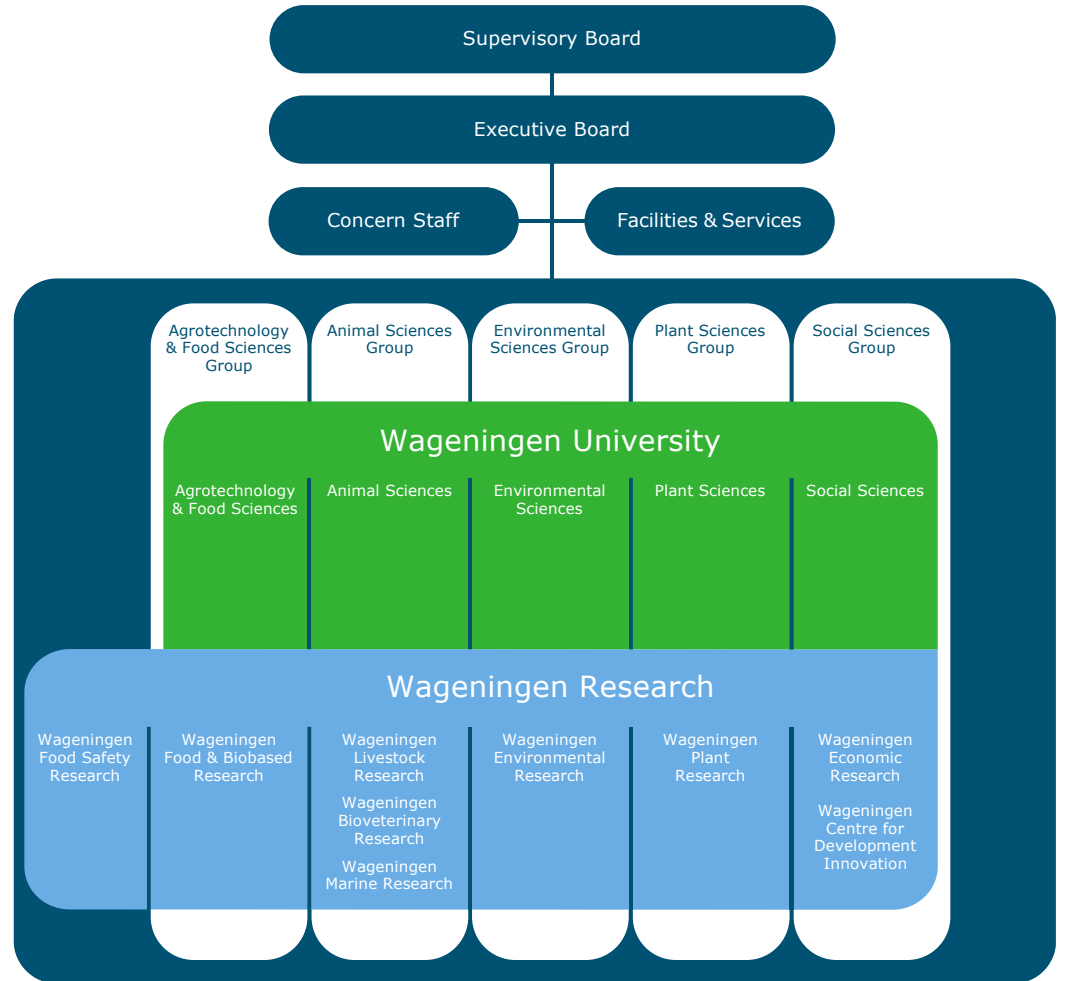 Supervisory Board
Executive Board
Concern Staff
Facilities & Services
Agrotechnology
& Food Sciences
Group
Animal Sciences
Group
Environmental
Sciences Group
Plant Sciences
Group
Social Sciences
Group
Wageningen University
Agrotechnology
& Food Sciences
Animal Sciences
Environmental
Sciences
Plant Sciences
Social Sciences
Wageningen Research
Wageningen
Food Safety
Research
Wageningen
Food & Biobased
Research
Wageningen
Livestock
Research
Wageningen
Bioveterinary
Research
Wageningen
Marine Research
Wageningen
Environmental
Research
Wageningen
Plant
Research
Wageningen
Economic
Research
Wageningen
Centre for
Development
Innovation